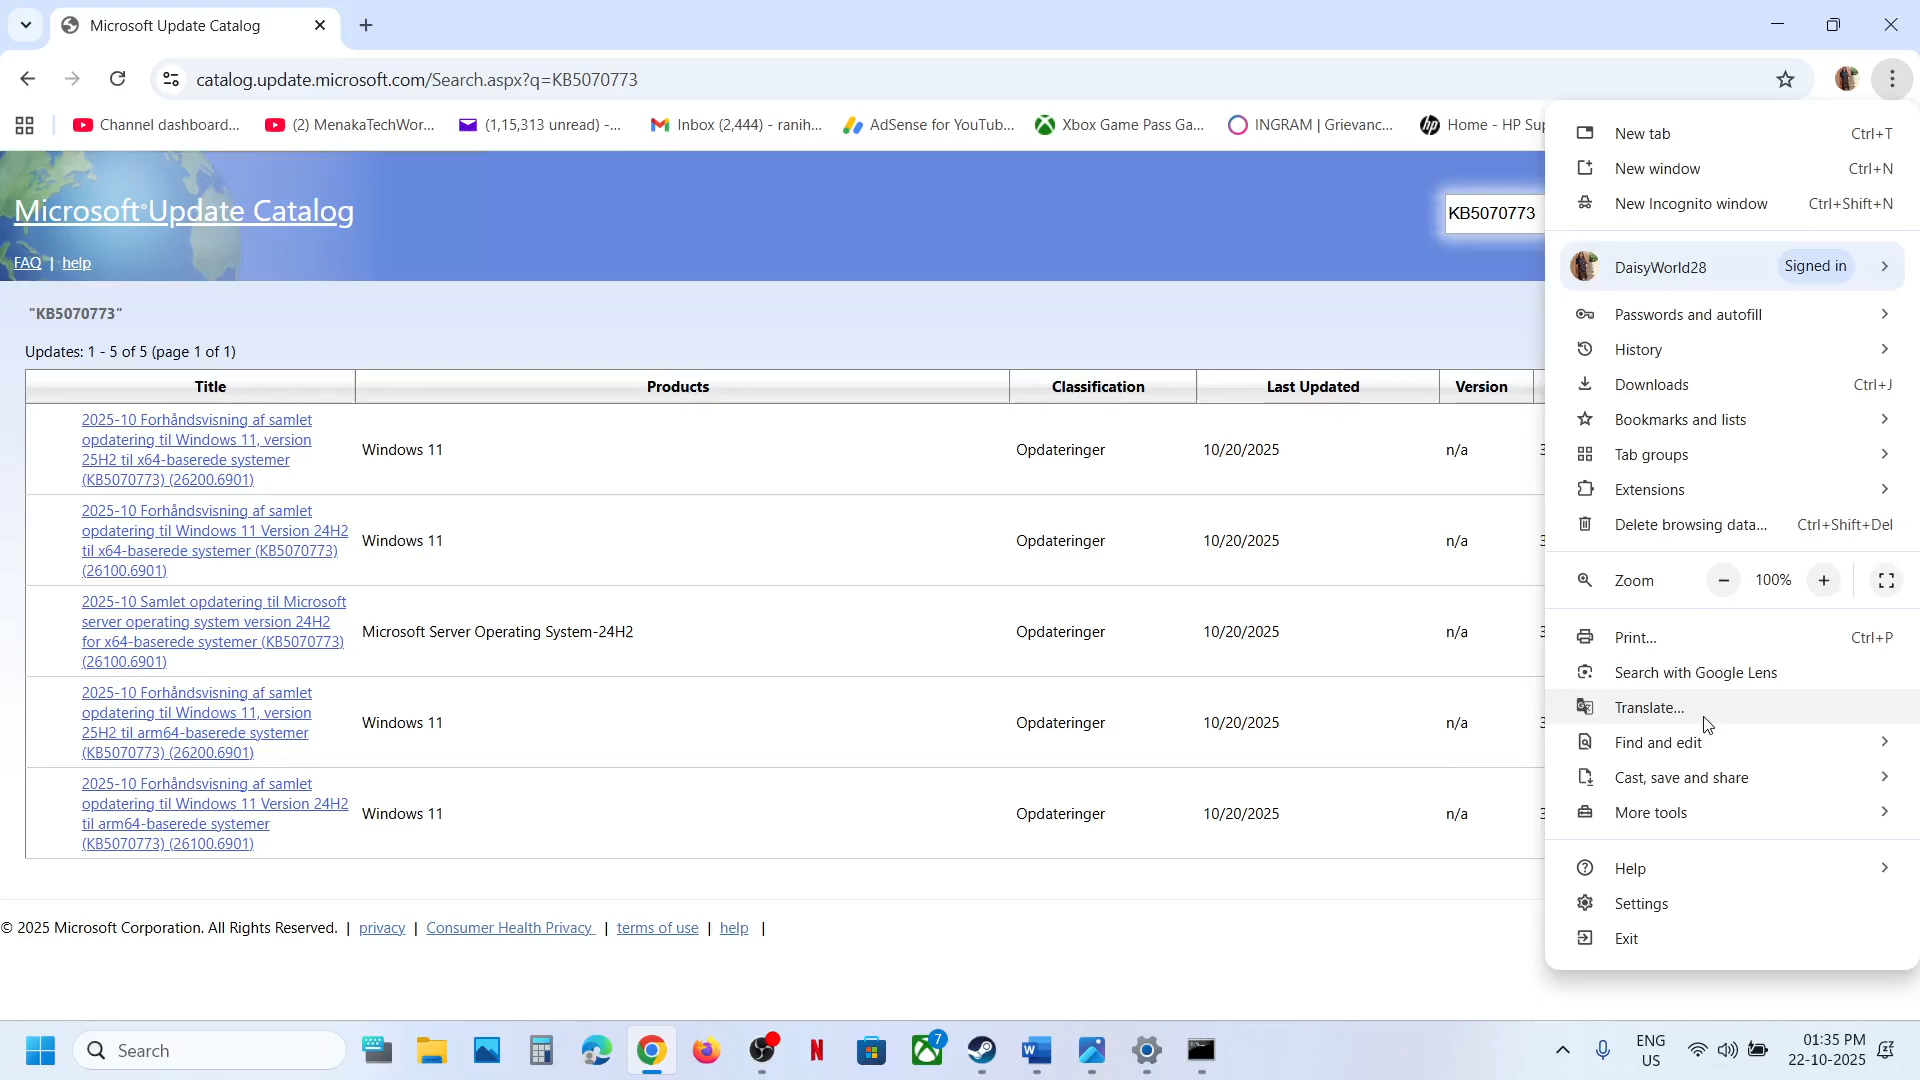 Microsoft Update Catalog
catalog.update.microsoft.com/Search.aspx?q=KB5070773
Channel dashboard...
(2) MenakaTechWor...
(1,15,313 unread) -...
Inbox (2,444) - ranih...
AdSense for YouTub...
Xbox Game Pass Ga...
INGRAM | Grievanc...
Home - HP Sup
Microsoft® Update Catalog
KB5070773
FAQ | help
"KB5070773"
Updates: 1 - 5 of 5 (page 1 of 1)
Title Products Classification Last Updated Version
2025-10 Forhåndsvisning af samlet
opdatering til Windows 11, version
25H2 til x64-baserede systemer
(KB5070773) (26200.6901)
Windows 11 Opdateringer 10/20/2025 n/a 3
2025-10 Forhåndsvisning af samlet
opdatering til Windows 11 Version 24H2
til x64-baserede systemer (KB5070773)
(26100.6901)
Windows 11 Opdateringer 10/20/2025 n/a 3
2025-10 Samlet opdatering til Microsoft
server operating system version 24H2
for x64-baserede systemer (KB5070773)
(26100.6901)
Microsoft Server Operating System-24H2 Opdateringer 10/20/2025 n/a 3
2025-10 Forhåndsvisning af samlet
opdatering til Windows 11, version
25H2 til arm64-baserede systemer
(KB5070773) (26200.6901)
Windows 11 Opdateringer 10/20/2025 n/a 3
2025-10 Forhåndsvisning af samlet
opdatering til Windows 11 Version 24H2
til arm64-baserede systemer
(KB5070773) (26100.6901)
Windows 11 Opdateringer 10/20/2025 n/a 3
© 2025 Microsoft Corporation. All Rights Reserved. | privacy | Consumer Health Privacy | terms of use | help |
New tab Ctrl+T
New window Ctrl+N
New Incognito window Ctrl+Shift+N
DaisyWorld28 Signed in
Passwords and autofill
History
Downloads Ctrl+J
Bookmarks and lists
Tab groups
Extensions
Delete browsing data... Ctrl+Shift+Del
Zoom − 100% +
Print... Ctrl+P
Search with Google Lens
Translate...
Find and edit
Cast, save and share
More tools
Help
Settings
Exit
Search
7
ENG
US
01:35 PM
22-10-2025